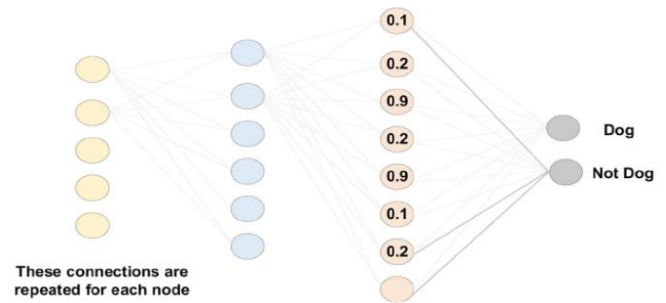 0.1
0.2
0.9
0.2
0.9
0.1
0.2
Dog
Not Dog
These connections are
repeated for each node